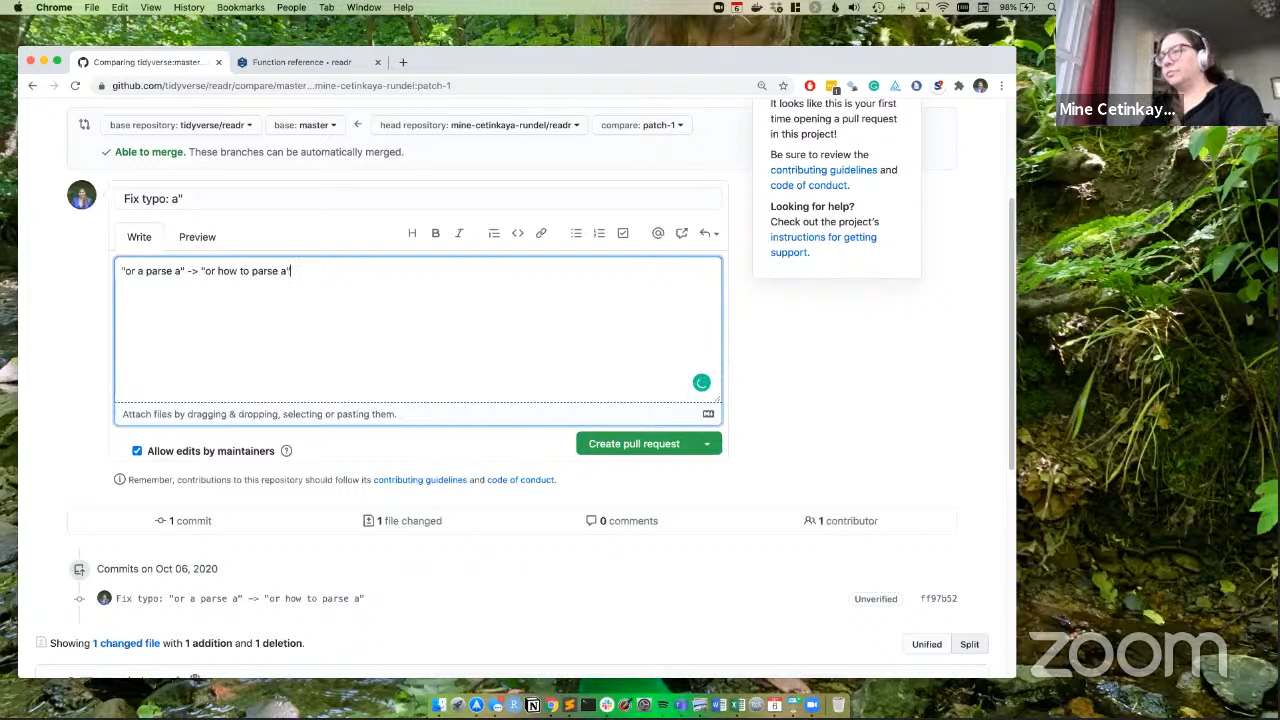 Chrome File Edit View History Bookmarks People Tab Window Help
6
98%
Comparing tidyverse:master...
Function reference • readr
github.com/tidyverse/readr/compare/master...mine-cetinkaya-rundel:patch-1
base repository: tidyverse/readr
base: master
head repository: mine-cetinkaya-rundel/readr
compare: patch-1
Able to merge. These branches can be automatically merged.
It looks like this is your first
time opening a pull request
in this project!
Be sure to review the
contributing guidelines and
code of conduct.
Looking for help?
Check out the project's
instructions for getting
support.
Fix typo: a"
Write
Preview
"or a parse a" -> "or how to parse a"
Attach files by dragging & dropping, selecting or pasting them.
Allow edits by maintainers
Create pull request
Remember, contributions to this repository should follow its contributing guidelines and code of conduct.
1 commit
1 file changed
0 comments
1 contributor
Commits on Oct 06, 2020
Fix typo: "or a parse a" —> "or how to parse a"
Unverified
ff97b52
Showing 1 changed file with 1 addition and 1 deletion.
Unified
Split
Mine Cetinkay...
zoom